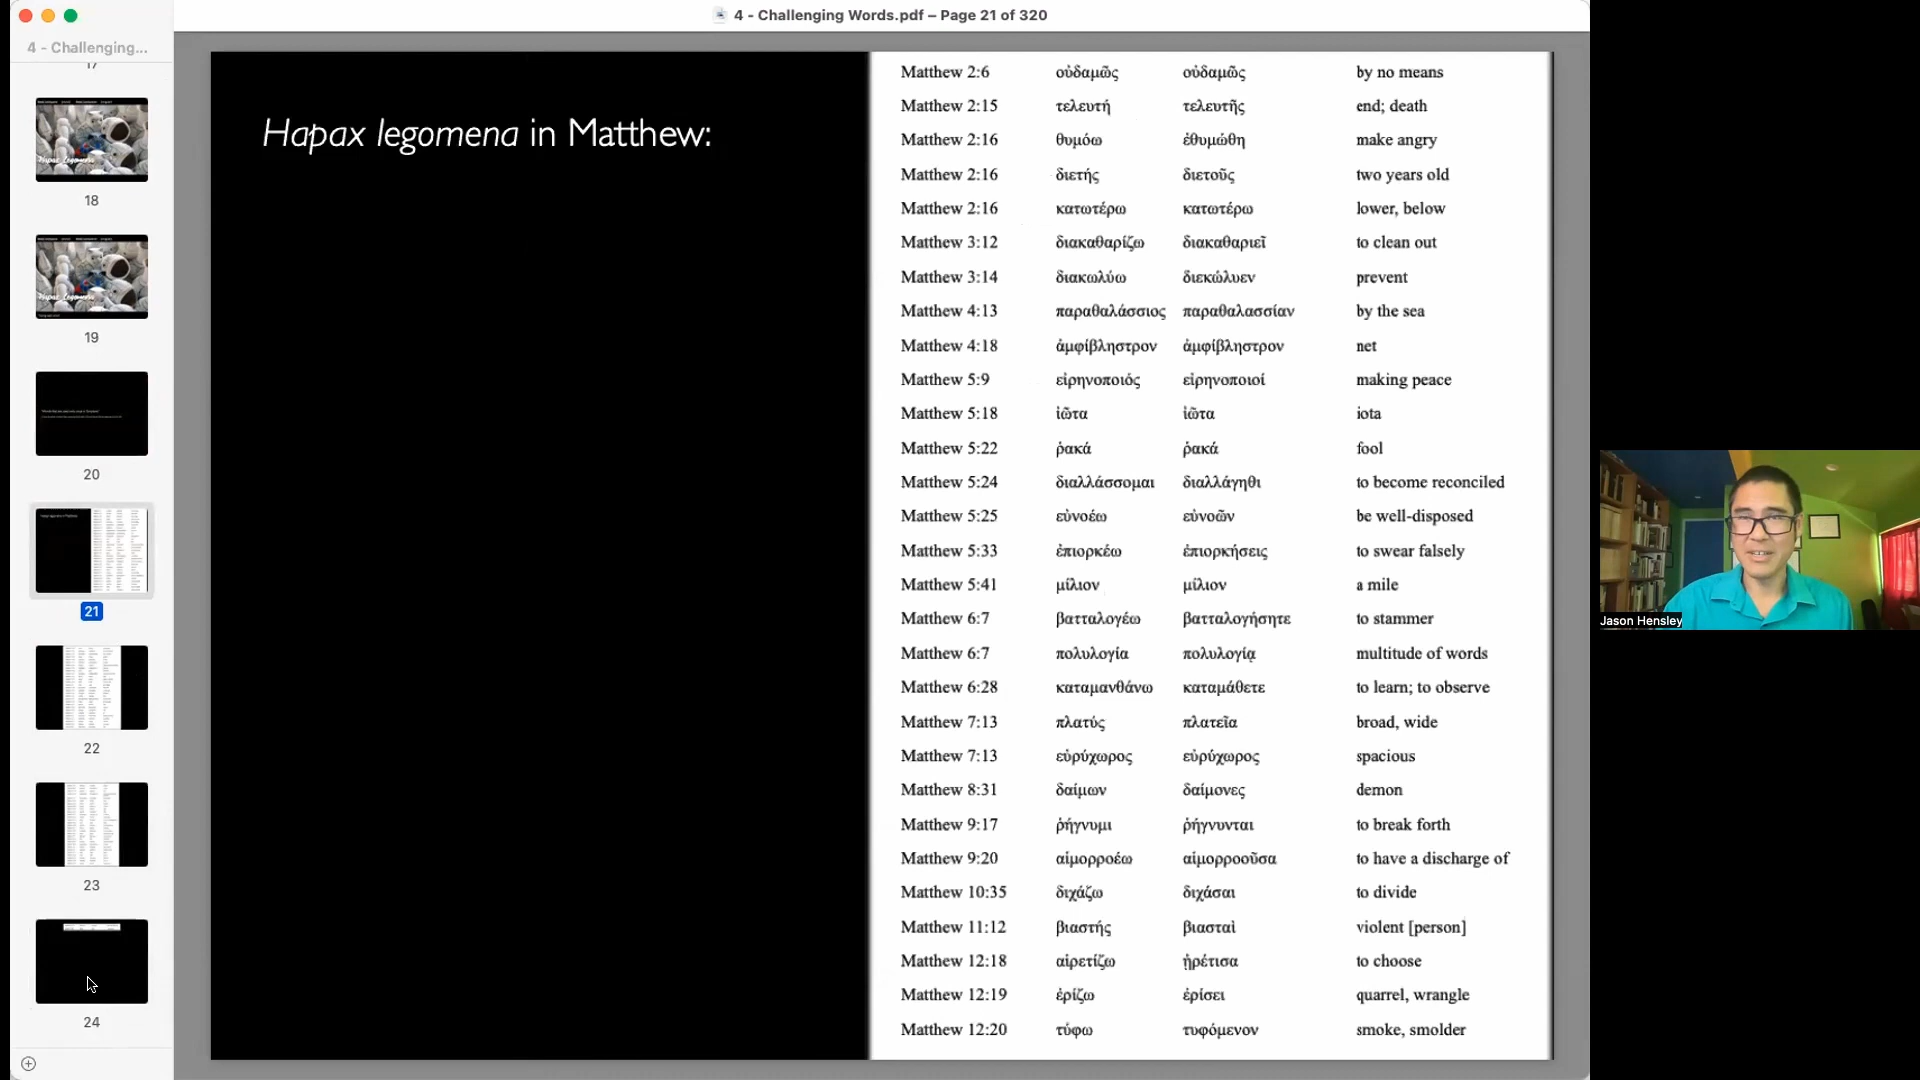 4 - Challenging Words.pdf – Page 21 of 320
4 - Challenging...
17
18
19
20
21
22
23
24
Hapax legomena in Matthew:
Matthew 2:6 οὐδαμῶς οὐδαμῶς by no means
Matthew 2:15 τελευτή τελευτῆς end; death
Matthew 2:16 θυμόω ἐθυμώθη make angry
Matthew 2:16 διετής διετοῦς two years old
Matthew 2:16 κατωτέρω κατωτέρω lower, below
Matthew 3:12 διακαθαρίζω διακαθαριεῖ to clean out
Matthew 3:14 διακωλύω διεκώλυεν prevent
Matthew 4:13 παραθαλάσσιος παραθαλασσίαν by the sea
Matthew 4:18 ἀμφίβληστρον ἀμφίβληστρον net
Matthew 5:9 εἰρηνοποιός εἰρηνοποιοί making peace
Matthew 5:18 ἰῶτα ἰῶτα iota
Matthew 5:22 ῥακά ῥακά fool
Matthew 5:24 διαλλάσσομαι διαλλάγηθι to become reconciled
Matthew 5:25 εὐνοέω εὐνοῶν be well-disposed
Matthew 5:33 ἐπιορκέω ἐπιορκήσεις to swear falsely
Matthew 5:41 μίλιον μίλιον a mile
Matthew 6:7 βατταλογέω βατταλογήσητε to stammer
Matthew 6:7 πολυλογία πολυλογίᾳ multitude of words
Matthew 6:28 καταμανθάνω καταμάθετε to learn; to observe
Matthew 7:13 πλατύς πλατεῖα broad, wide
Matthew 7:13 εὐρύχωρος εὐρύχωρος spacious
Matthew 8:31 δαίμων δαίμονες demon
Matthew 9:17 ῥήγνυμι ῥήγνυνται to break forth
Matthew 9:20 αἱμορροέω αἱμορροοῦσα to have a discharge of
Matthew 10:35 διχάζω διχάσαι to divide
Matthew 11:12 βιαστής βιασταὶ violent [person]
Matthew 12:18 αἱρετίζω ᾑρέτισα to choose
Matthew 12:19 ἐρίζω ἐρίσει quarrel, wrangle
Matthew 12:20 τύφω τυφόμενον smoke, smolder
Jason Hensley